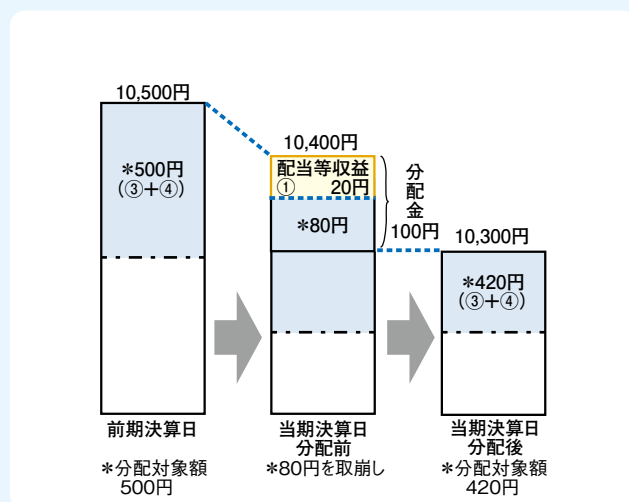 10,500円
*500円
(③+④)
10,400円
配当等収益
① 20円
*80円
分配金
100円
10,300円
*420円
(③+④)
前期決算日
*分配対象額
500円
当期決算日
分配前
*80円を取崩し
当期決算日
分配後
*分配対象額
420円